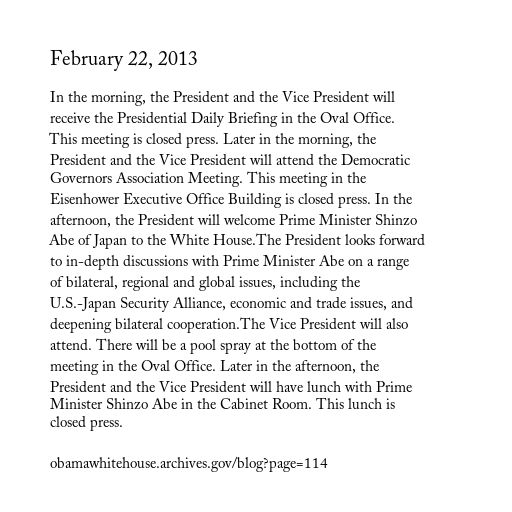 February 22, 2013
In the morning, the President and the Vice President will
receive the Presidential Daily Briefing in the Oval Office.
This meeting is closed press. Later in the morning, the
President and the Vice President will attend the Democratic
Governors Association Meeting. This meeting in the
Eisenhower Executive Office Building is closed press. In the
afternoon, the President will welcome Prime Minister Shinzo
Abe of Japan to the White House.The President looks forward
to in-depth discussions with Prime Minister Abe on a range
of bilateral, regional and global issues, including the
U.S.-Japan Security Alliance, economic and trade issues, and
deepening bilateral cooperation.The Vice President will also
attend. There will be a pool spray at the bottom of the
meeting in the Oval Office. Later in the afternoon, the
President and the Vice President will have lunch with Prime
Minister Shinzo Abe in the Cabinet Room. This lunch is
closed press.
obamawhitehouse.archives.gov/blog?page=114